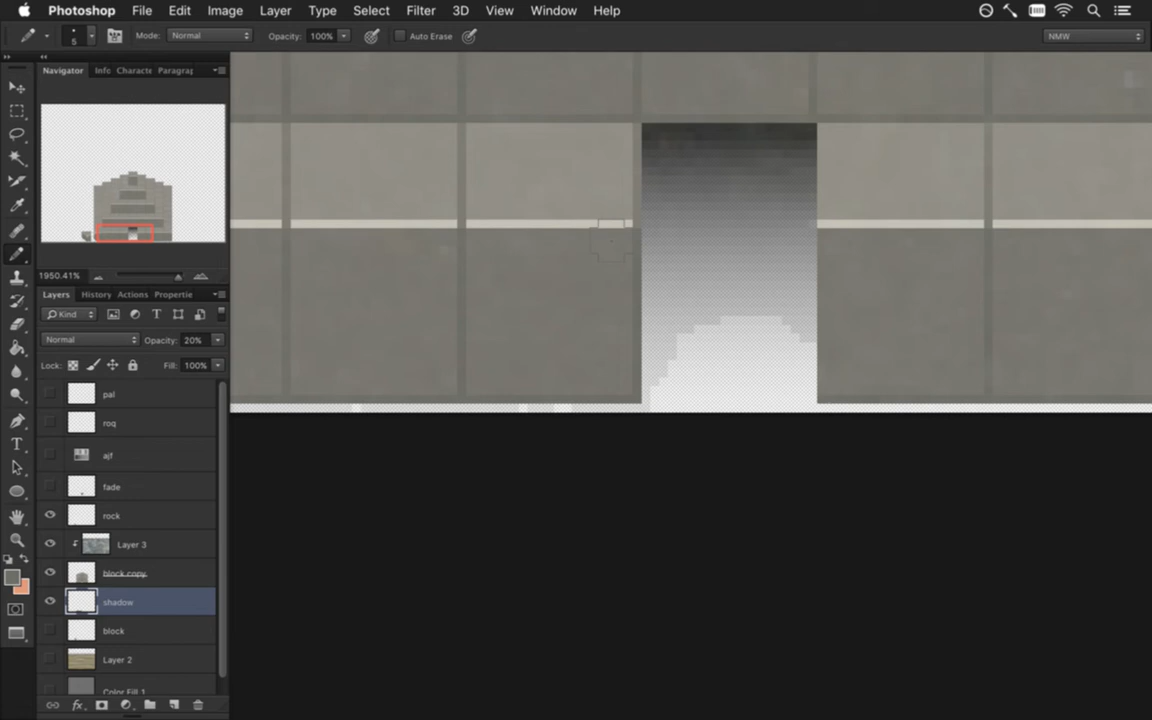 Photoshop File Edit Image Layer Type Select Filter 3D View Window Help
5 Mode: Normal Opacity: 100% Auto Erase NMW
Navigator Info Characte Paragrap
1950.41%
Layers History Actions Propertie
Kind
Normal Opacity: 20%
Lock: Fill: 100%
pal
roq
ajf
fade
rock
Layer 3
block copy
shadow
block
Layer 2
Color Fill 1
fx